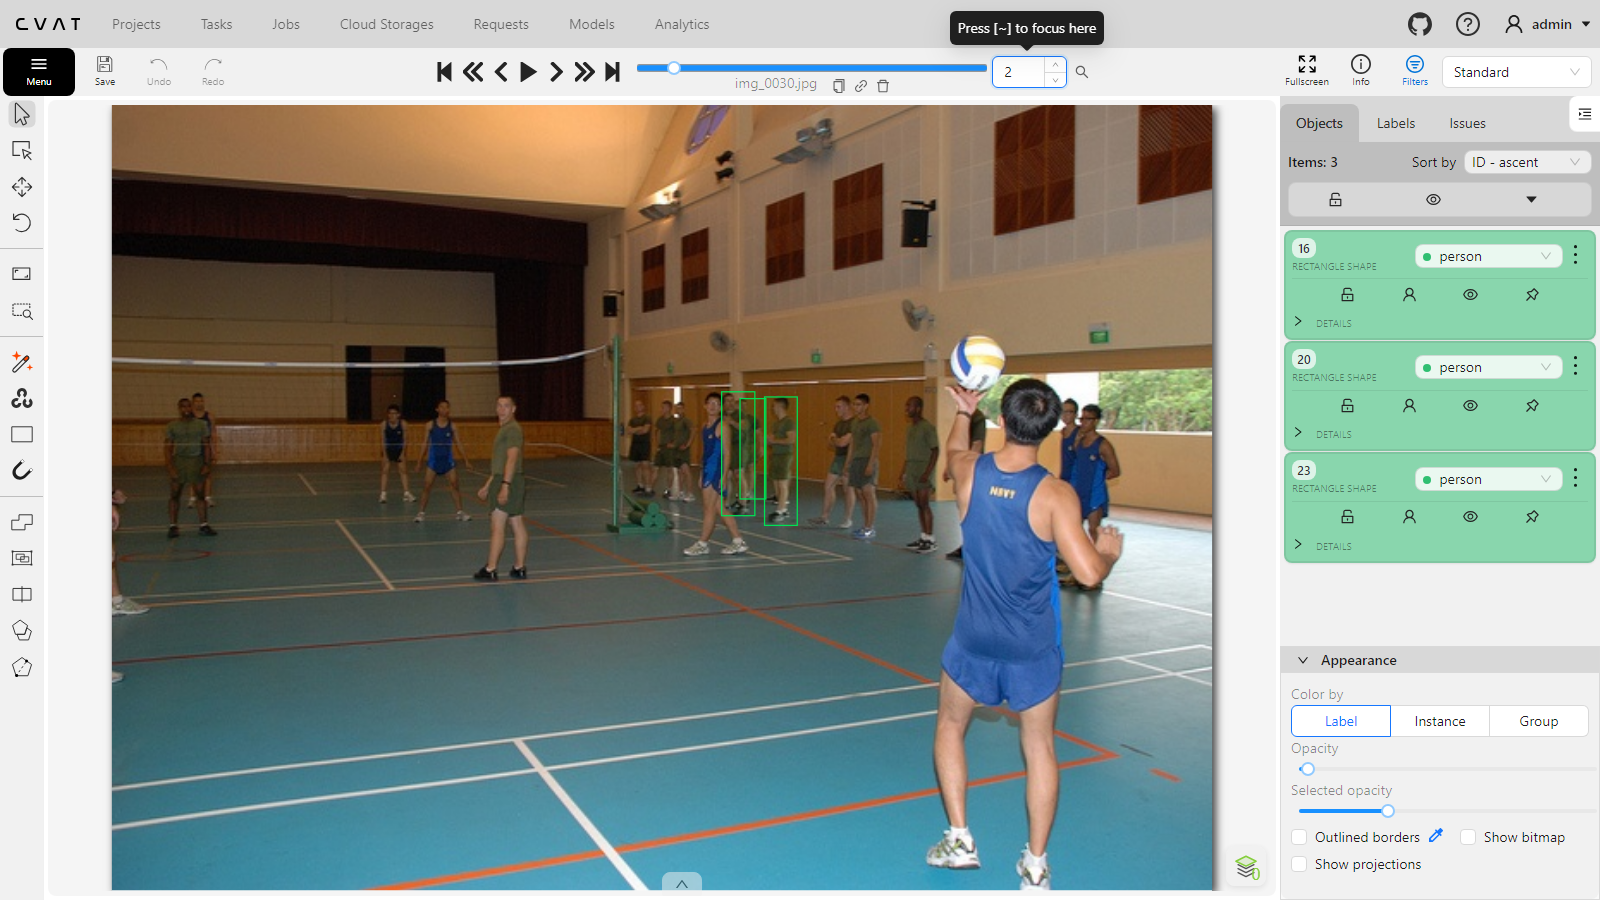 CVAT
Projects
Tasks
Jobs
Cloud Storages
Requests
Models
Analytics
Press [~] to focus here
admin
Menu
Save
Undo
Redo
img_0030.jpg
2
Fullscreen
Info
Filters
Standard
Objects
Labels
Issues
Items: 3
Sort by
ID - ascent
16
person
RECTANGLE SHAPE
DETAILS
20
person
RECTANGLE SHAPE
DETAILS
23
person
RECTANGLE SHAPE
DETAILS
Appearance
Color by
Label
Instance
Group
Opacity
Selected opacity
Outlined borders
Show bitmap
Show projections
NAVY
0